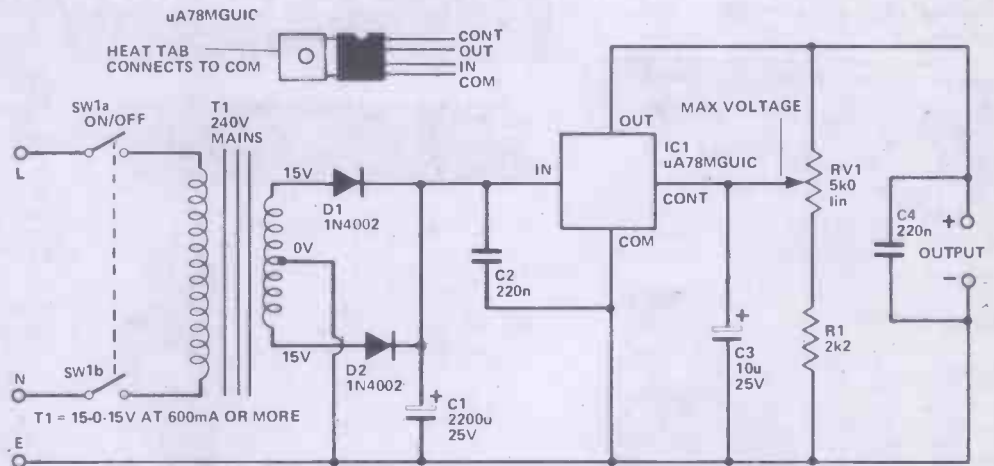 uA78MGUIC
HEAT TAB
CONNECTS TO COM
CONT
OUT
IN
COM
SW1a
ON/OFF
T1
240V
MAINS
L
15V
D1
1N4002
0V
15V
D2
1N4002
N
SW1b
T1 = 15-0-15V AT 600mA OR MORE
E
+
C1
2200u
25V
C2
220n
IN
OUT
IC1
uA78MGUIC
CONT
COM
MAX VOLTAGE
RV1
5k0
lin
+
C3
10u
25V
R1
2k2
C4
220n
+
OUTPUT
−